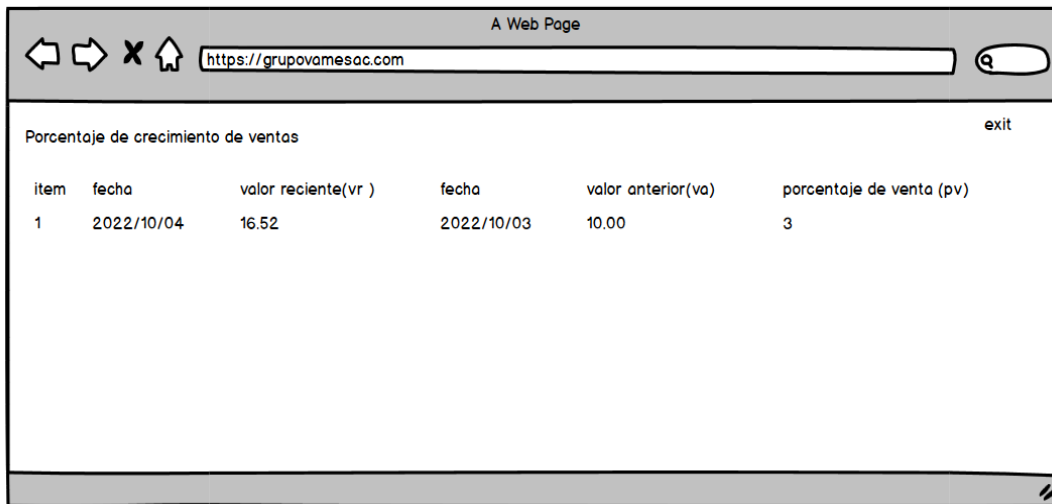 A Web Page
https://grupovamesac.com
exit
Porcentaje de crecimiento de ventas
item fecha valor reciente(vr ) fecha valor anterior(va) porcentaje de venta (pv)
1 2022/10/04 16.52 2022/10/03 10.00 3